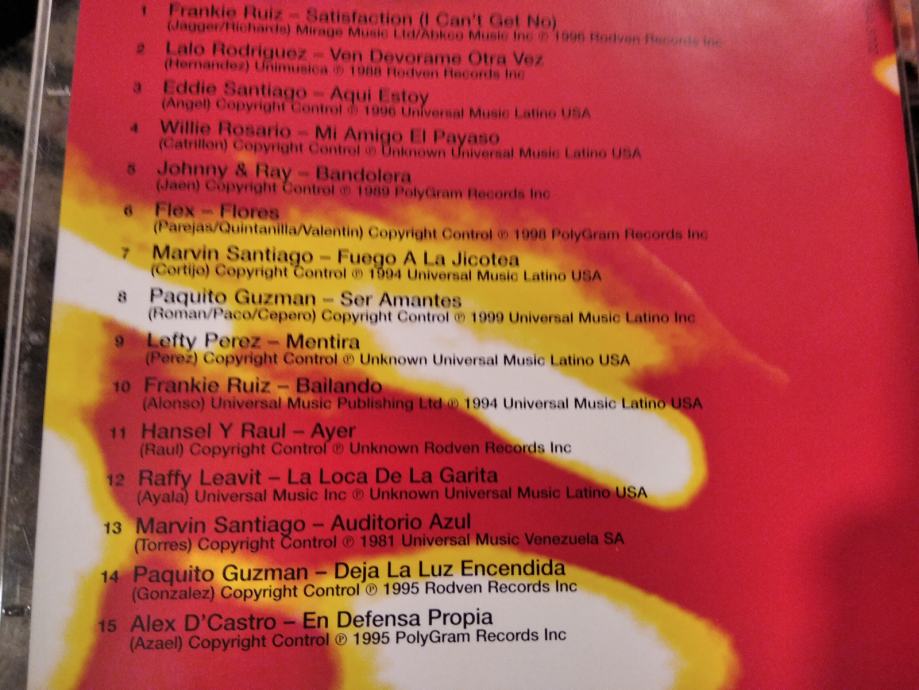 1 Frankie Ruiz – Satisfaction (I Can't Get No)
(Jagger/Richards) Mirage Music Ltd/Abkco Music Inc ℗ 1996 Rodven Records Inc
2 Lalo Rodriguez – Ven Devorame Otra Vez
(Hernandez) Unimusica ℗ 1988 Rodven Records Inc
3 Eddie Santiago – Aqui Estoy
(Angel) Copyright Control ℗ 1996 Universal Music Latino USA
4 Willie Rosario – Mi Amigo El Payaso
(Catrillon) Copyright Control ℗ Unknown Universal Music Latino USA
5 Johnny & Ray – Bandolera
(Jaen) Copyright Control ℗ 1989 PolyGram Records Inc
6 Flex – Flores
(Parejas/Quintanilla/Valentin) Copyright Control ℗ 1998 PolyGram Records Inc
7 Marvin Santiago – Fuego A La Jicotea
(Cortijo) Copyright Control ℗ 1994 Universal Music Latino USA
8 Paquito Guzman – Ser Amantes
(Roman/Paco/Cepero) Copyright Control ℗ 1999 Universal Music Latino Inc
9 Lefty Perez – Mentira
(Perez) Copyright Control ℗ Unknown Universal Music Latino USA
10 Frankie Ruiz – Bailando
(Alonso) Universal Music Publishing Ltd ℗ 1994 Universal Music Latino USA
11 Hansel Y Raul – Ayer
(Raul) Copyright Control ℗ Unknown Rodven Records Inc
12 Raffy Leavit – La Loca De La Garita
(Ayala) Universal Music Inc ℗ Unknown Universal Music Latino USA
13 Marvin Santiago – Auditorio Azul
(Torres) Copyright Control ℗ 1981 Universal Music Venezuela SA
14 Paquito Guzman – Deja La Luz Encendida
(Gonzalez) Copyright Control ℗ 1995 Rodven Records Inc
15 Alex D'Castro – En Defensa Propia
(Azael) Copyright Control ℗ 1995 PolyGram Records Inc